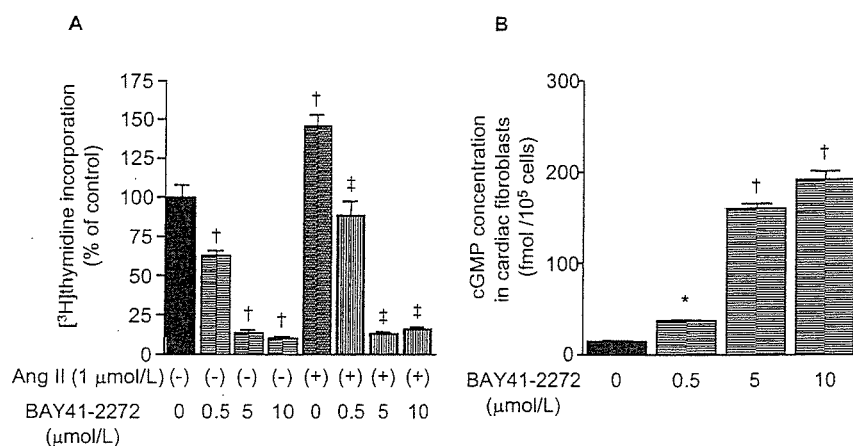 A
[³H]thymidine incorporation
(% of control)
175
150
125
100
75
50
25
0
†
†
†
†
‡
‡
‡
Ang II (1 μmol/L) (-) (-) (-) (-) (+) (+) (+) (+)
BAY41-2272 0 0.5 5 10 0 0.5 5 10
(μmol/L)
B
cGMP concentration
in cardiac fibroblasts
(fmol /10⁵ cells)
300
200
100
0
*
†
†
BAY41-2272 0 0.5 5 10
(μmol/L)